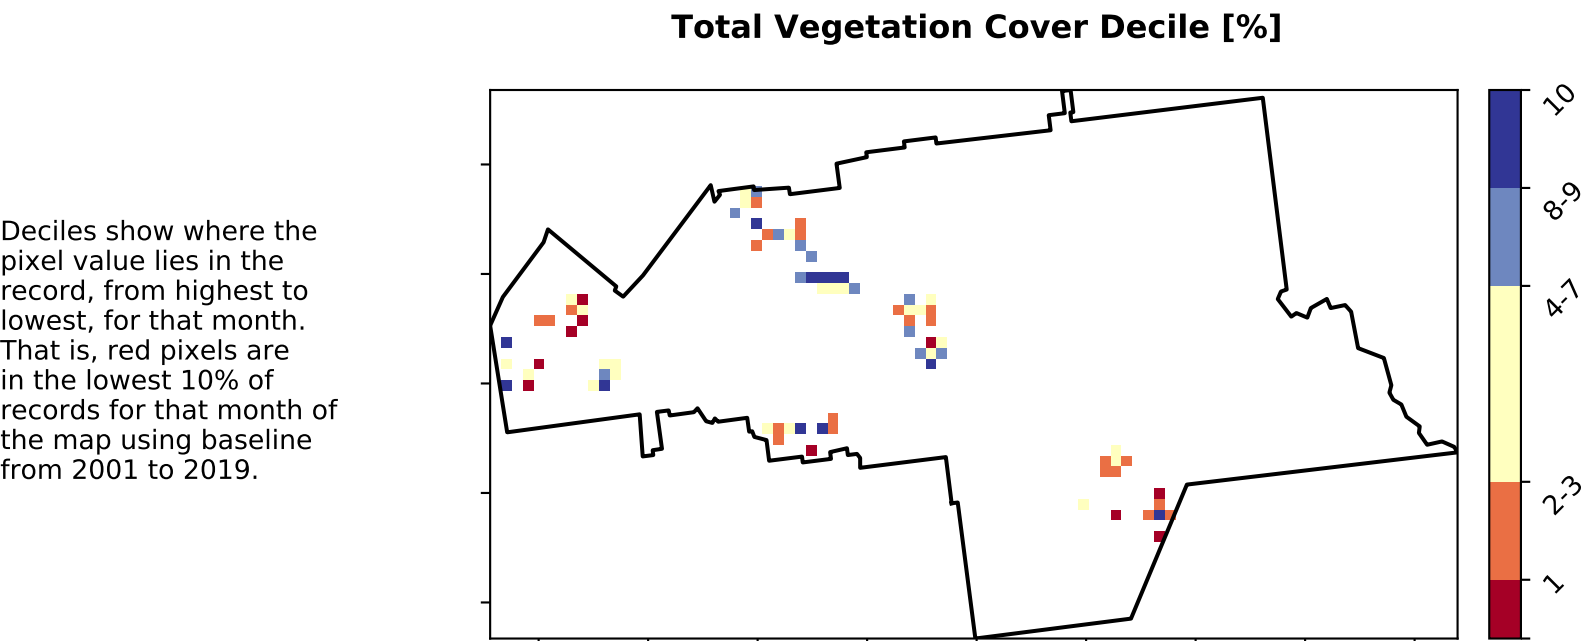 Total Vegetation Cover Decile [%]
Deciles show where the
pixel value lies in the
record, from highest to
lowest, for that month.
That is, red pixels are
in the lowest 10% of
records for that month of
the map using baseline
from 2001 to 2019.
10
8-9
4-7
2-3
1